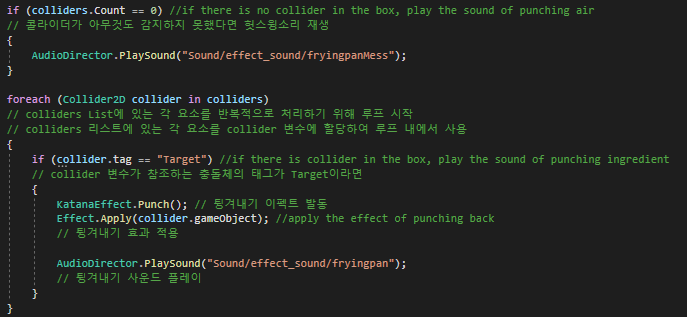 if (colliders.Count == 0) //if there is no collider in the box, play the sound of punching air
// 콜라이더가 아무것도 감지하지 못했다면 헛스윙소리 재생
{
AudioDirector.PlaySound("Sound/effect_sound/fryingpanMess");
}
foreach (Collider2D collider in colliders)
// colliders List에 있는 각 요소를 반복적으로 처리하기 위해 루프 시작
// colliders 리스트에 있는 각 요소를 collider 변수에 할당하여 루프 내에서 사용
{
if (collider.tag == "Target") //if there is collider in the box, play the sound of punching ingredient
// collider 변수가 참조하는 충돌체의 태그가 Target이라면
{
KatanaEffect.Punch(); // 튕겨내기 이펙트 발동
Effect.Apply(collider.gameObject); //apply the effect of punching back
// 튕겨내기 효과 적용
AudioDirector.PlaySound("Sound/effect_sound/fryingpan");
// 튕겨내기 사운드 플레이
}
}